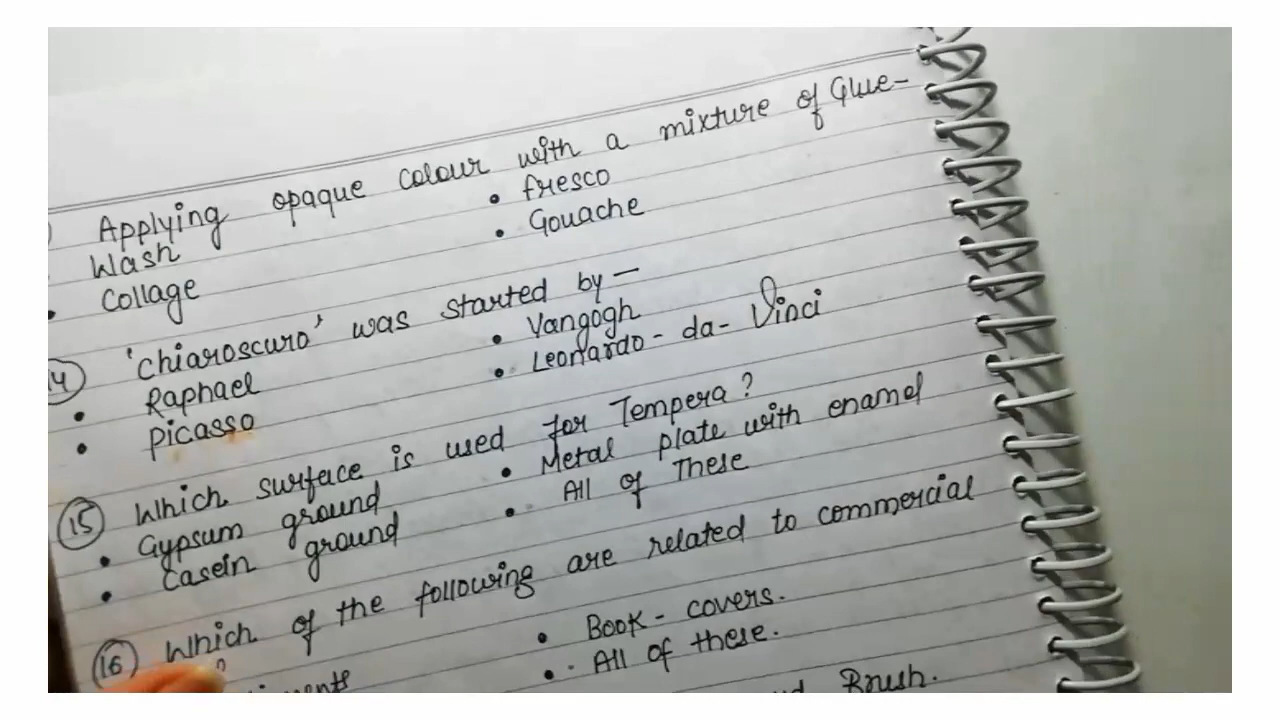 ) Applying opaque colour with a mixture of Glue-
• Wash • fresco
• Collage • Gouache
14 'Chiaroscuro' was started by —
• Raphael • Vangogh
• Picasso • Leonardo - da - Vinci
15 Which surface is used for Tempera ?
• Gypsum ground • Metal plate with enamel
• Casein ground • All of These
16 Which of the following are related to commercial
?
• Book - covers.
• All of these.
Brush.